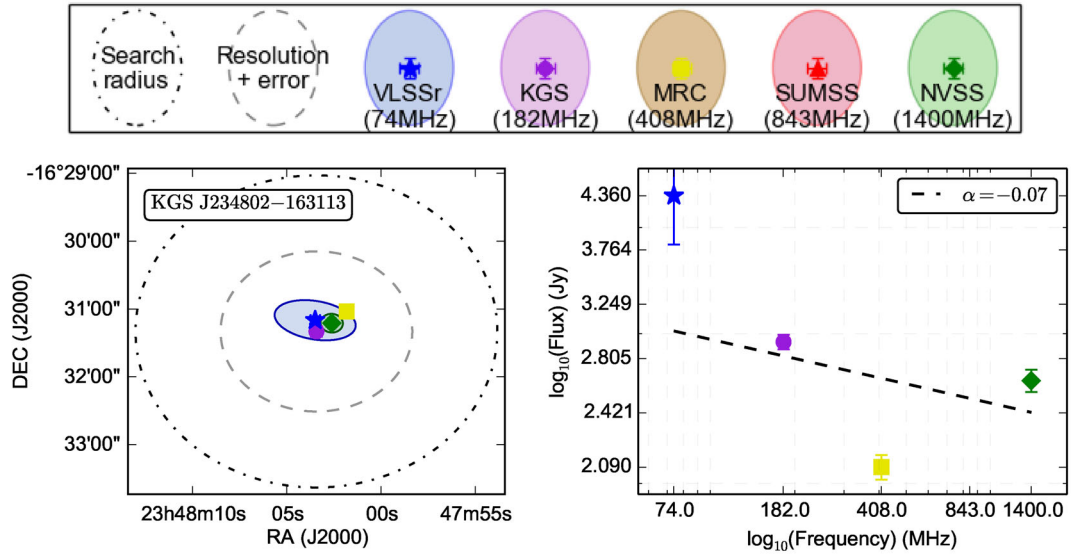 Search
radius
Resolution
+ error
VLSSr
(74MHz)
KGS
(182MHz)
MRC
(408MHz)
SUMSS
(843MHz)
NVSS
(1400MHz)
-16°29'00"
30'00"
31'00"
32'00"
33'00"
DEC (J2000)
KGS J234802−163113
23h48m10s
05s
00s
47m55s
RA (J2000)
α=−0.07
4.360
3.764
3.249
2.805
2.421
2.090
log₁₀(Flux) (Jy)
74.0
182.0
408.0
843.0
1400.0
log₁₀(Frequency) (MHz)